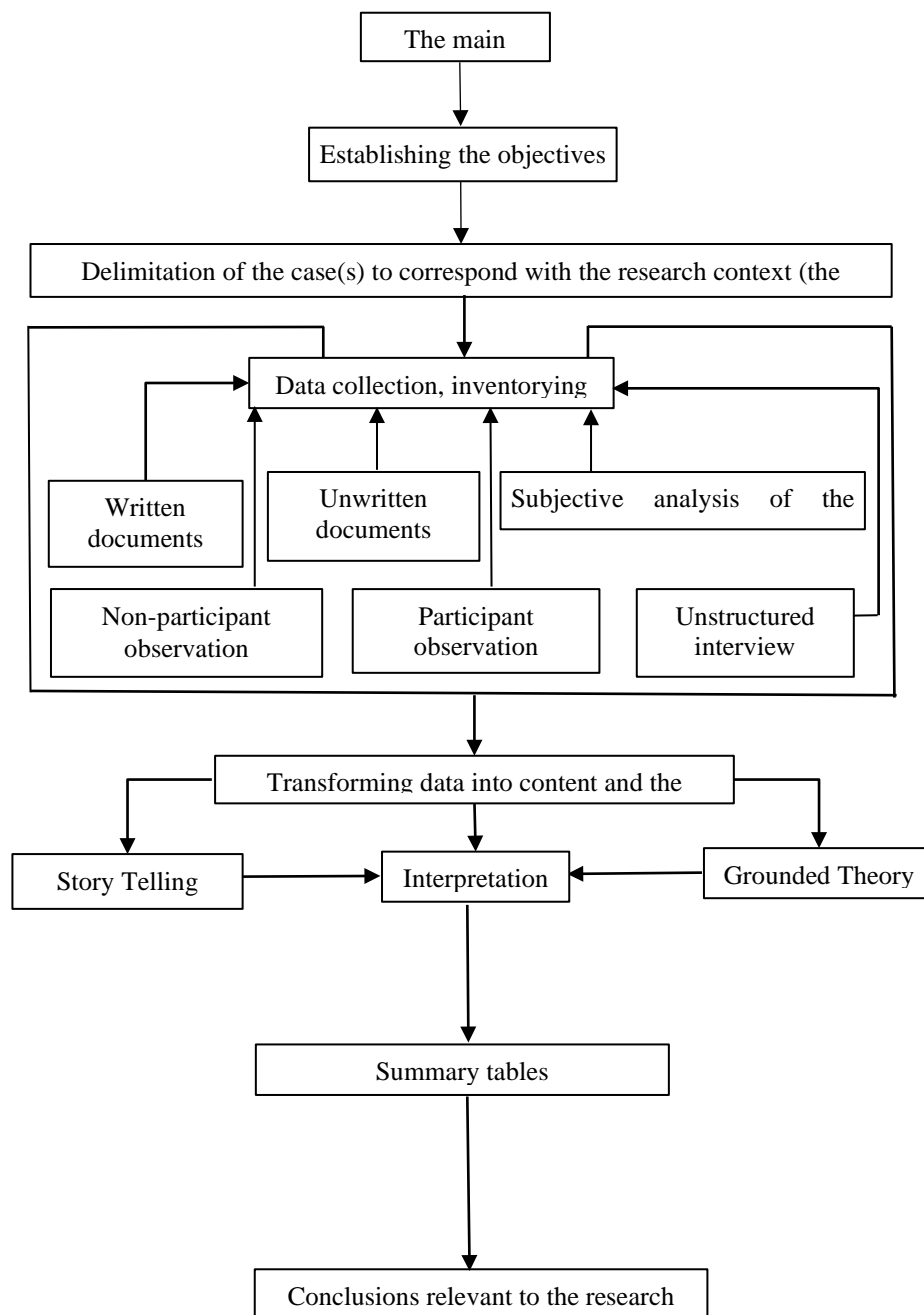 The main
Establishing the objectives
Delimitation of the case(s) to correspond with the research context (the
Data collection, inventorying
Written
documents
Unwritten
documents
Subjective analysis of the
Non-participant
observation
Participant
observation
Unstructured
interview
Transforming data into content and the
Story Telling
Interpretation
Grounded Theory
Summary tables
Conclusions relevant to the research